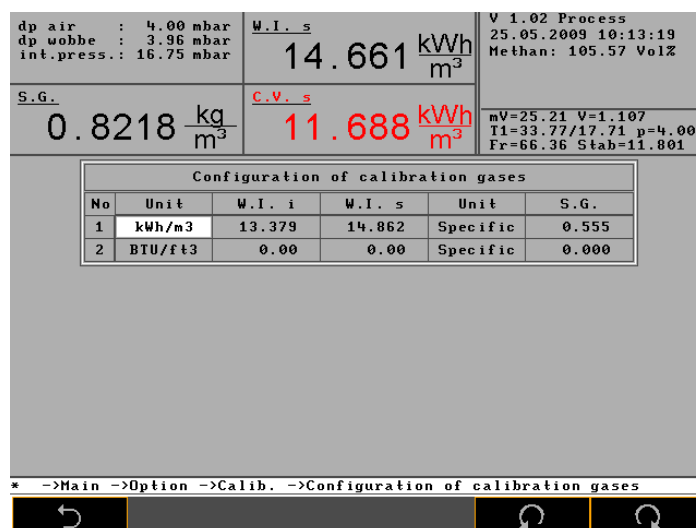 dp air : 4.00 mbar
dp wobbe : 3.96 mbar
int.press.: 16.75 mbar
W.I. s
14.661 kWh/m³
V 1.02 Process
25.05.2009 10:13:19
Methan: 105.57 Vol%
S.G.
0.8218 kg/m³
C.V. s
11.688 kWh/m³
mV=25.21 V=1.107
T1=33.77/17.71 p=4.00
Fr=66.36 Stab=11.801
Configuration of calibration gases
No Unit W.I. i W.I. s Unit S.G.
1 kWh/m3 13.379 14.862 Specific 0.555
2 BTU/ft3 0.00 0.00 Specific 0.000
* ->Main ->Option ->Calib. ->Configuration of calibration gases